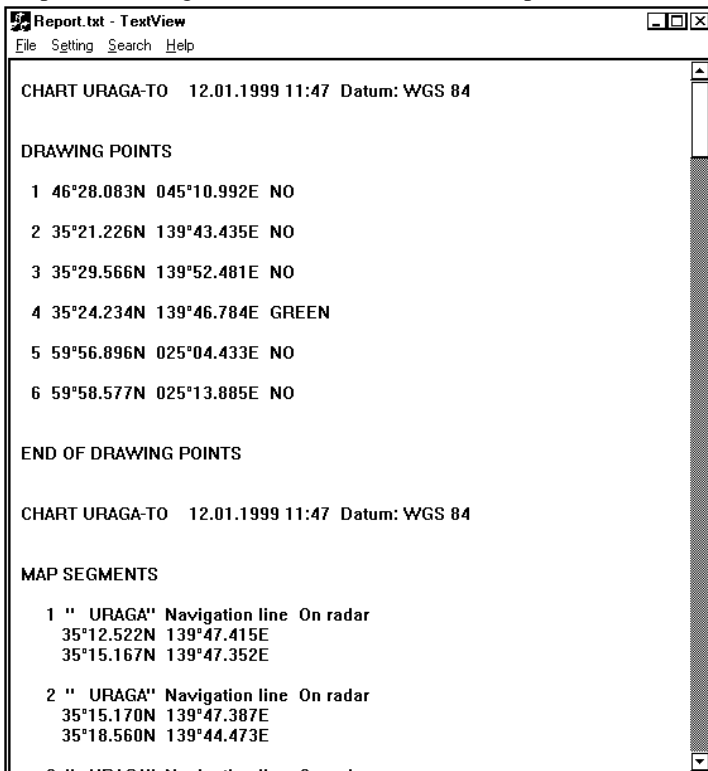 Report.txt - TextView
File Setting Search Help
CHART URAGA-TO 12.01.1999 11:47 Datum: WGS 84
DRAWING POINTS
1 46°28.083N 045°10.992E NO
2 35°21.226N 139°43.435E NO
3 35°29.566N 139°52.481E NO
4 35°24.234N 139°46.784E GREEN
5 59°56.896N 025°04.433E NO
6 59°58.577N 025°13.885E NO
END OF DRAWING POINTS
CHART URAGA-TO 12.01.1999 11:47 Datum: WGS 84
MAP SEGMENTS
1 " URAGA" Navigation line On radar
35°12.522N 139°47.415E
35°15.167N 139°47.352E
2 " URAGA" Navigation line On radar
35°15.170N 139°47.387E
35°18.560N 139°44.473E